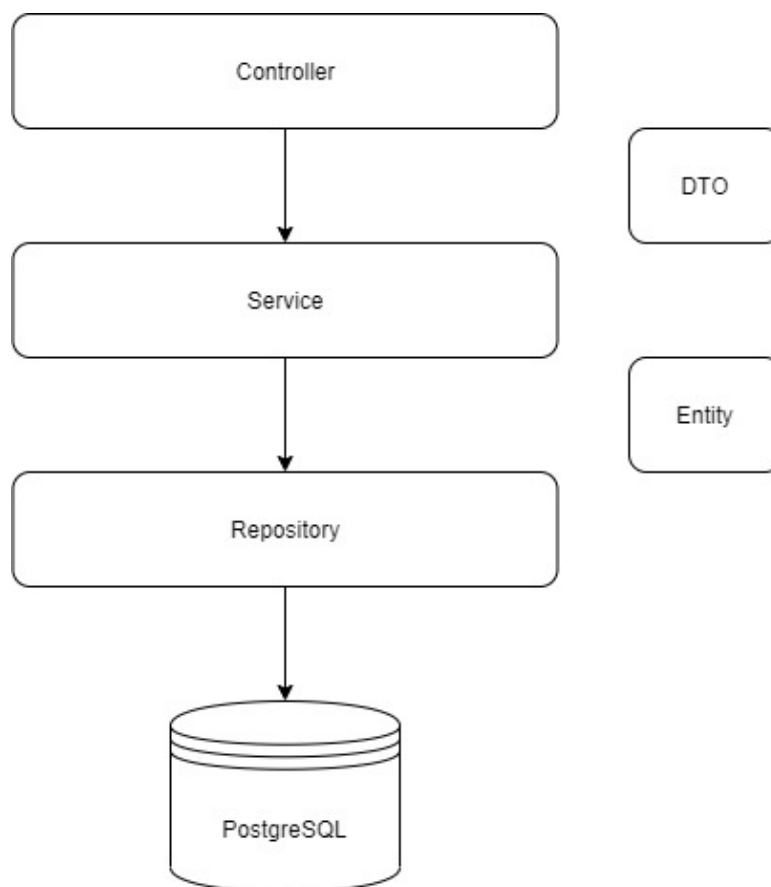 Controller
DTO
Service
Entity
Repository
PostgreSQL